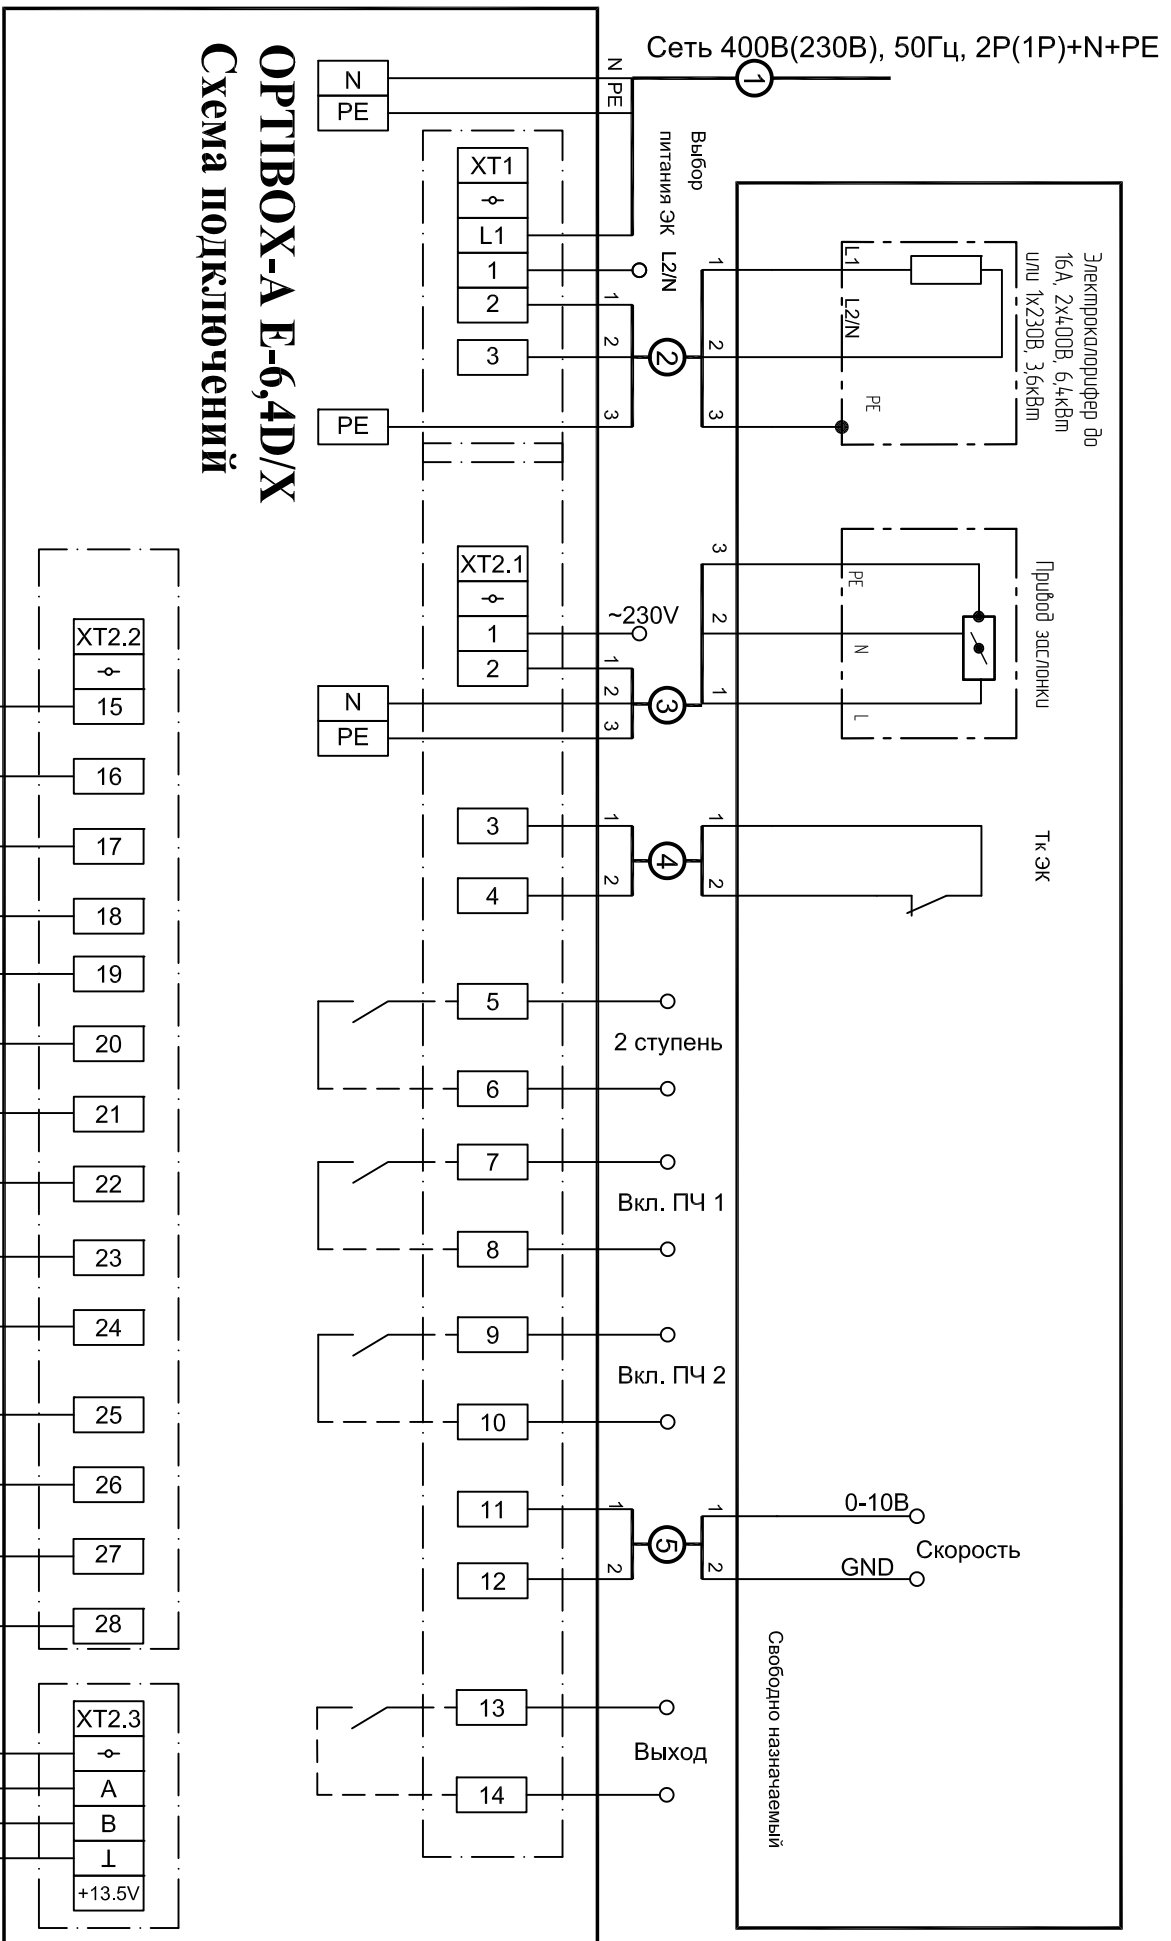 Сеть 400В(230В), 50Гц, 2P(1P)+N+PE
1
N
PE
N
PE
OPTIBOX-A E-6,4D/X
Схема подключений
XT1
L1
1
2
3
PE
Выбор
питания ЭК
L2/N
1
2
3
2
1
2
3
L1
L2/N
PE
Электрокалорифер до
16А, 2х400В, 6,4кВт
или 1х230В, 3,6кВт
XT2.1
1
2
~230V
N
PE
1
2
3
3
3
2
1
PE
N
L
Привод заслонки
3
4
1
2
4
1
2
Тк ЭК
5
6
2 ступень
7
8
Вкл. ПЧ 1
9
10
Вкл. ПЧ 2
11
12
1
2
5
1
2
0-10В
GND
Скорость
13
14
Выход
Свободно назначаемый
XT2.2
15
16
17
18
19
20
21
22
23
24
25
26
27
28
XT2.3
A
B
⊥
+13.5V